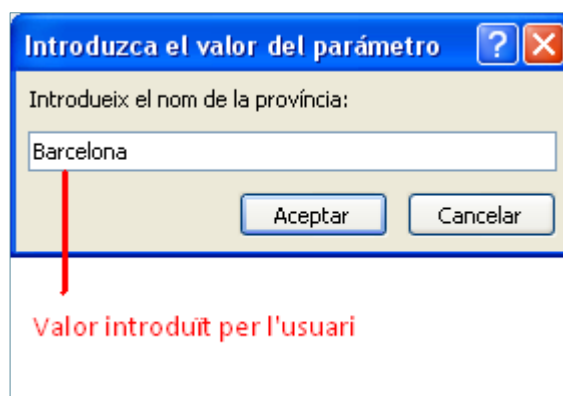 Introduzca el valor del parámetro
Introdueix el nom de la província:
Barcelona
Aceptar Cancelar
Valor introduït per l'usuari